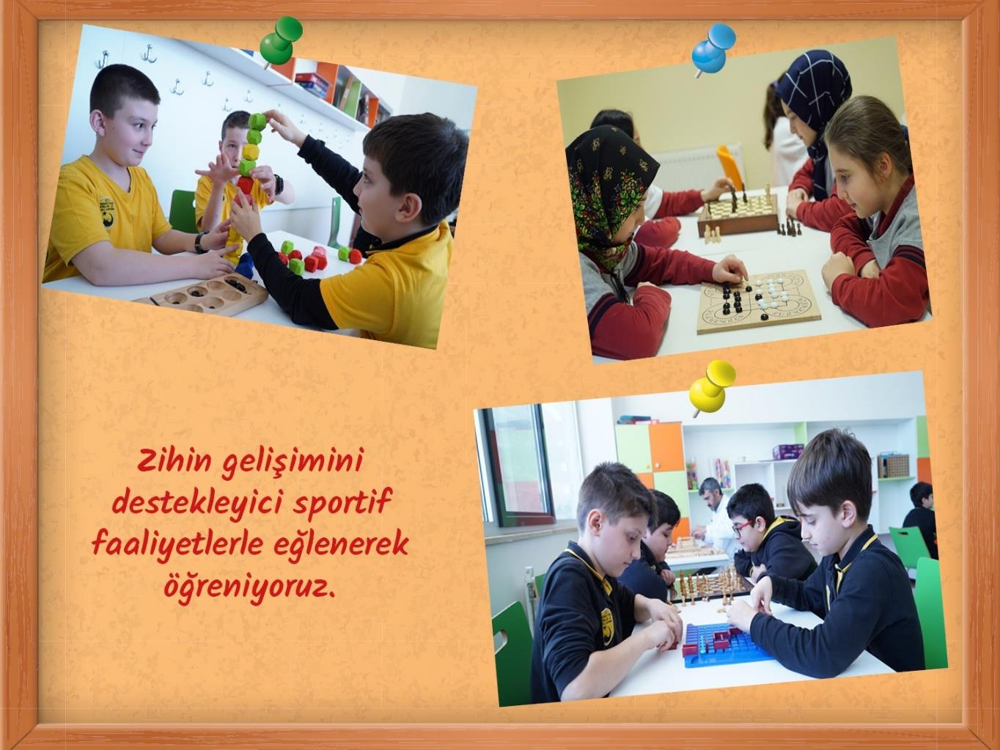 Zihin gelişimini
destekleyici sportif
faaliyetlerle eğlenerek
öğreniyoruz.